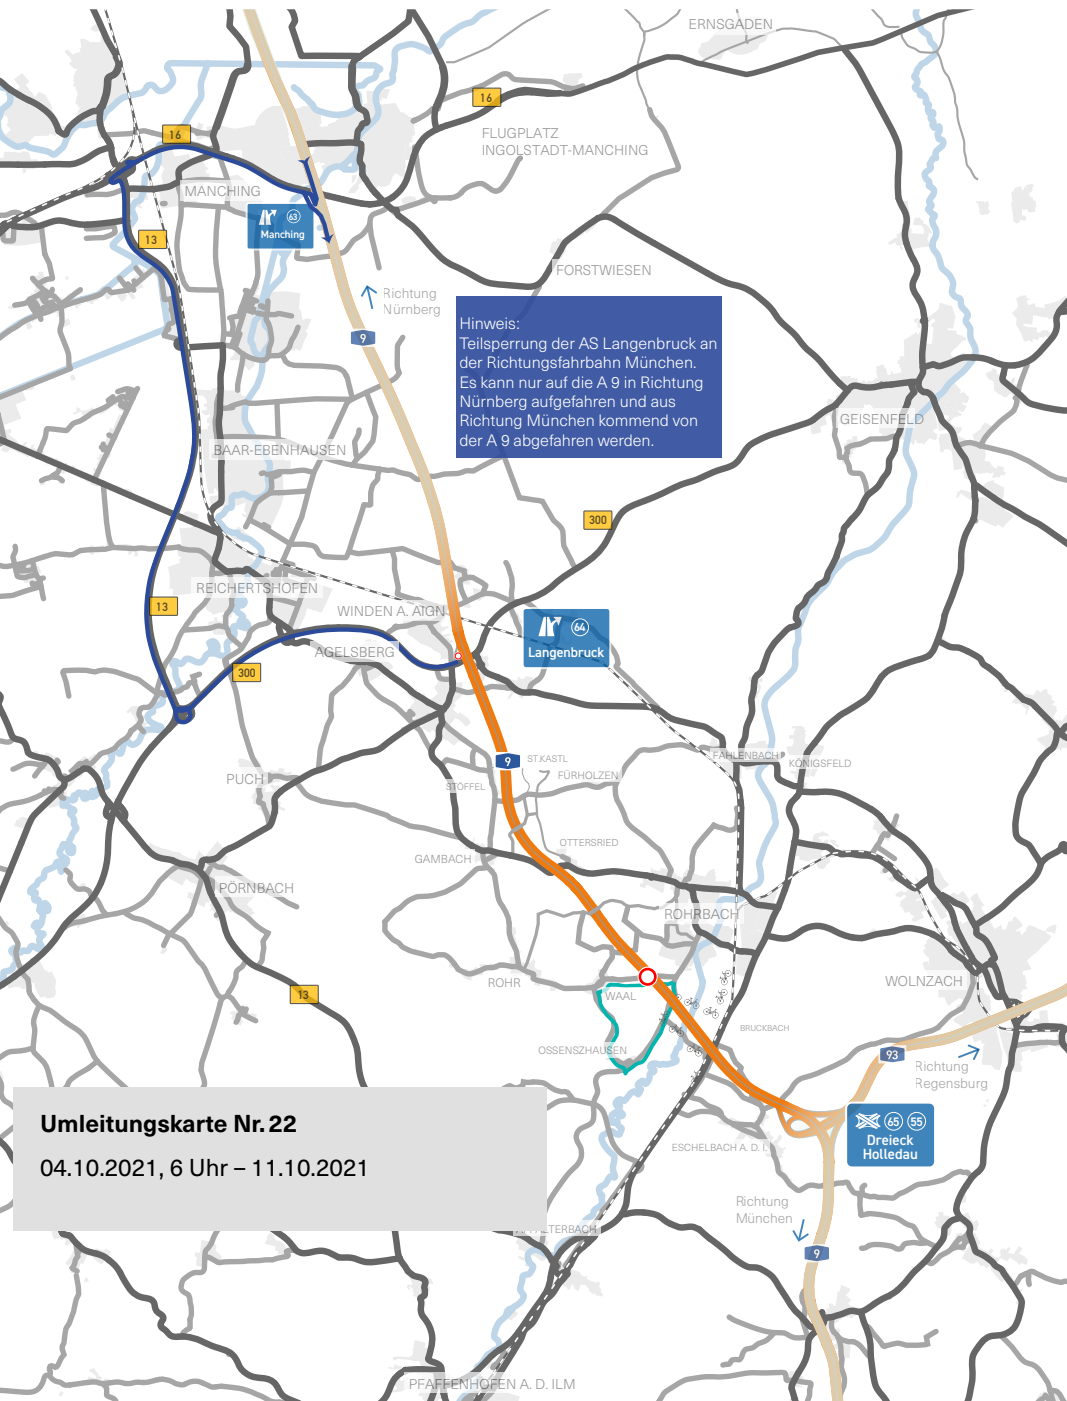 ERNSGADEN
16
FLUGPLATZ
INGOLSTADT-MANCHING
16
MANCHING
63
Manching
13
FORSTWIESEN
Richtung
Nürnberg
9
Hinweis:
Teilsperrung der AS Langenbruck an
der Richtungsfahrbahn München.
Es kann nur auf die A 9 in Richtung
Nürnberg aufgefahren und aus
Richtung München kommend von
der A 9 abgefahren werden.
GEISENFELD
BAAR-EBENHAUSEN
300
REICHERTSHOFEN
13
WINDEN A. AIGN
64
Langenbruck
AGELSBERG
300
9
ST.KASTL
FAHLENBACH
KÖNIGSFELD
PUCH
STÖFFEL
FÜRHOLZEN
OTTERSRIED
GAMBACH
PÖRNBACH
ROHRBACH
ROHR
WOLNZACH
13
WAAL
BRUCKBACH
OSSENSZHAUSEN
93
Richtung
Regensburg
Umleitungskarte Nr. 22
04.10.2021, 6 Uhr – 11.10.2021
65 55
Dreieck
Holledau
ESCHELBACH A. D. I.
Richtung
München
9
PFAFFENHOFEN A. D. ILM